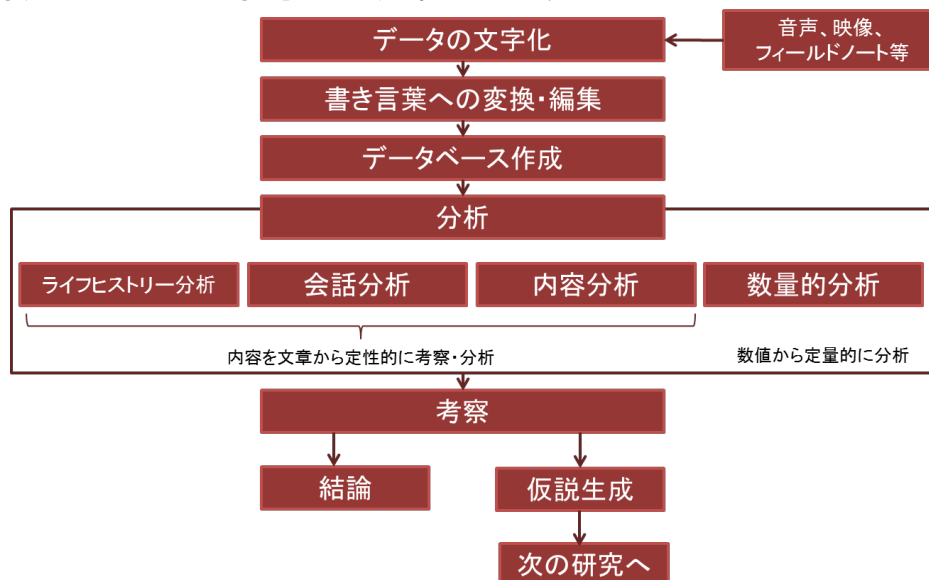 データの文字化
音声、映像、
フィールドノート等
書き言葉への変換・編集
データベース作成
分析
ライフヒストリー分析
会話分析
内容分析
数量的分析
内容を文章から定性的に考察・分析
数値から定量的に分析
考察
結論
仮説生成
次の研究へ